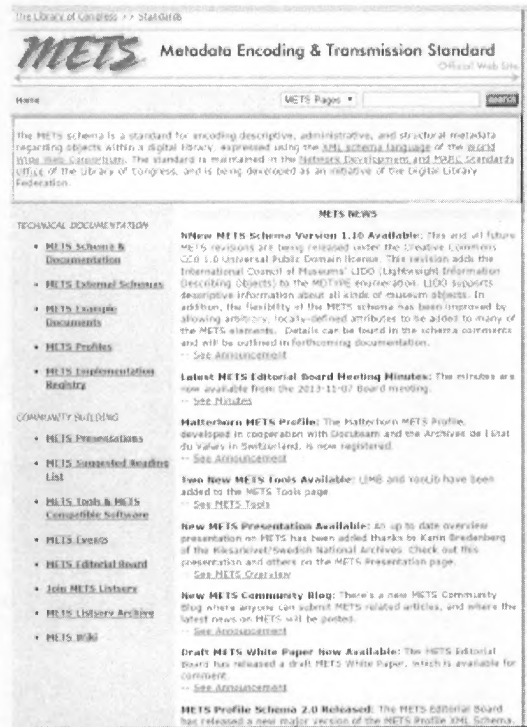 The Library of Congress >> Standards
METS Metadata Encoding & Transmission Standard
Official Web Site
Home METS Pages search
The METS schema is a standard for encoding descriptive, administrative, and structural metadata
regarding objects within a digital library, expressed using the XML schema language of the World
Wide Web Consortium. The standard is maintained in the Network Development and MARC Standards
Office of the Library of Congress, and is being developed as an initiative of the Digital Library
Federation.
TECHNICAL DOCUMENTATION
• METS Schema &
Documentation
• METS External Schemas
• METS Example
Documents
• METS Profiles
• METS Implementation
Registry
COMMUNITY BUILDING
• METS Presentations
• METS Suggested Reading
List
• METS Tools & METS
Compatible Software
• METS Events
• METS Editorial Board
• Join METS Listserv
• METS Listserv Archive
• METS Wiki
METS NEWS
NNew METS Schema Version 1.10 Available: This and all future
METS revisions are being released under the Creative Commons
CC0 1.0 Universal Public Domain license. This revision adds the
International Council of Museums' LIDO (Lightweight Information
Describing Objects) to the MDTYPE enumeration. LIDO supports
descriptive information about all kinds of museum objects. In
addition, the flexibility of the METS schema has been improved by
allowing arbitrary, locally-defined attributes to be added to many of
the METS elements. Details can be found in the schema comments
and will be outlined in forthcoming documentation.
-- See Announcement
Latest METS Editorial Board Meeting Minutes: The minutes are
now available from the 2013-11-07 Board meeting.
-- See Minutes
Matterhorn METS Profile: The Matterhorn METS Profile,
developed in cooperation with Docuteam and the Archives de l'Etat
du Valais in Switzerland, is now registered.
-- See Announcement
Two New METS Tools Available: LIMB and YooLib have been
added to the METS Tools page
-- See METS Tools
New METS Presentation Available: An up to date overview
presentation on METS has been added thanks to Karin Bredenberg
of the Riksarkivet/Swedish National Archives. Check out this
presentation and others on the METS Presentation page.
-- See METS Overview
New METS Community Blog: There's a new METS Community
Blog where anyone can submit METS related articles, and where the
latest news on METS will be posted.
-- See Announcement
Draft METS White Paper Now Available: The METS Editorial
Board has released a draft METS White Paper, which is available for
comment.
-- See Announcement
METS Profile Schema 2.0 Released: The METS Editorial Board
has released a new major version of the METS Profile XML Schema